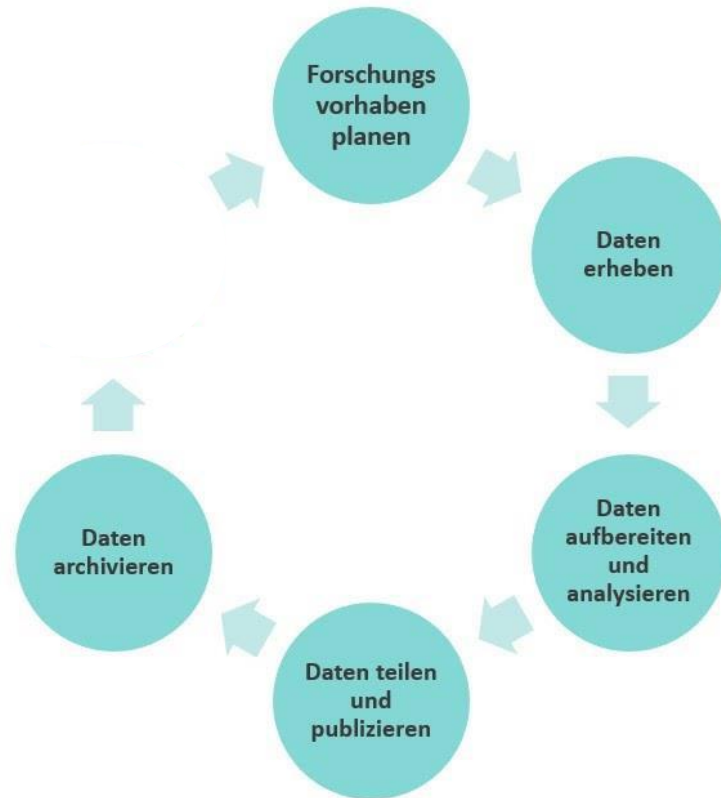 Forschungs
vorhaben
planen
Daten
erheben
Daten
aufbereiten
und
analysieren
Daten teilen
und
publizieren
Daten
archivieren